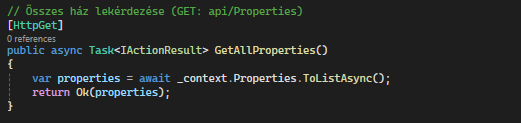 // Összes ház lekérdezése (GET: api/Properties)
[HttpGet]
0 references
public async Task<IActionResult> GetAllProperties()
{
var properties = await _context.Properties.ToListAsync();
return Ok(properties);
}